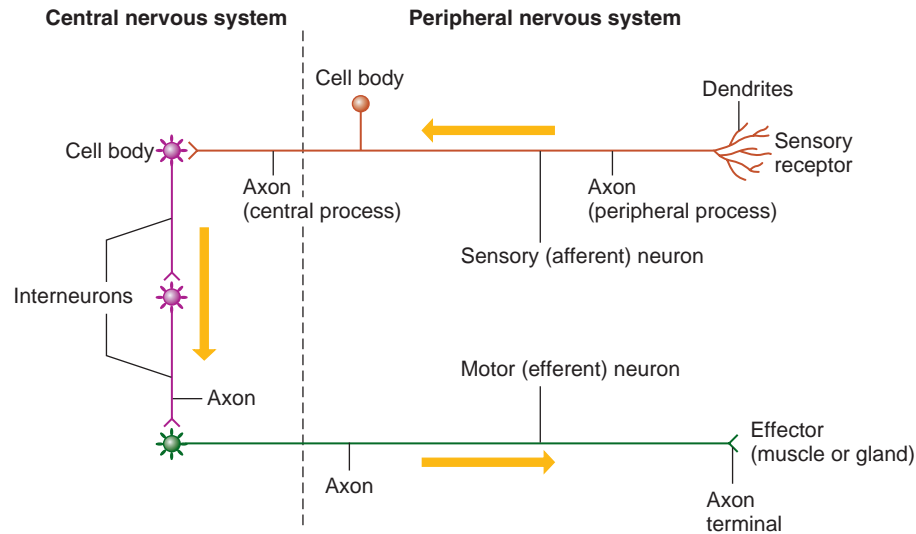 Central nervous system
Peripheral nervous system
Cell body
Dendrites
Cell body
Sensory
receptor
Axon
(central process)
Axon
(peripheral process)
Sensory (afferent) neuron
Interneurons
Motor (efferent) neuron
Axon
Effector
(muscle or gland)
Axon
Axon
terminal